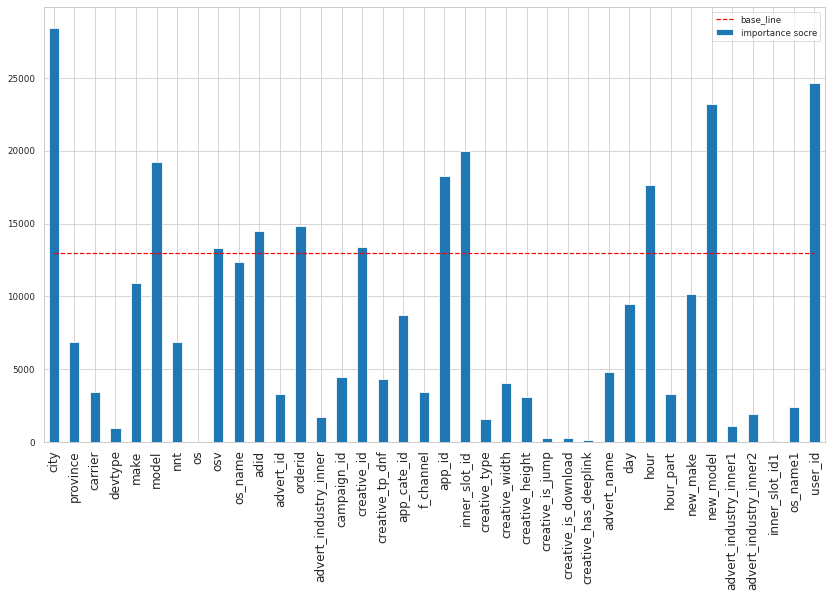 base_line
importance socre
25000
20000
15000
10000
5000
0
city
province
carrier
devtype
make
model
nnt
os
osv
os_name
adid
advert_id
orderid
advert_industry_inner
campaign_id
creative_id
creative_tp_dnf
app_cate_id
f_channel
app_id
inner_slot_id
creative_type
creative_width
creative_height
creative_is_jump
creative_is_download
creative_has_deeplink
advert_name
day
hour
hour_part
new_make
new_model
advert_industry_inner1
advert_industry_inner2
inner_slot_id1
os_name1
user_id